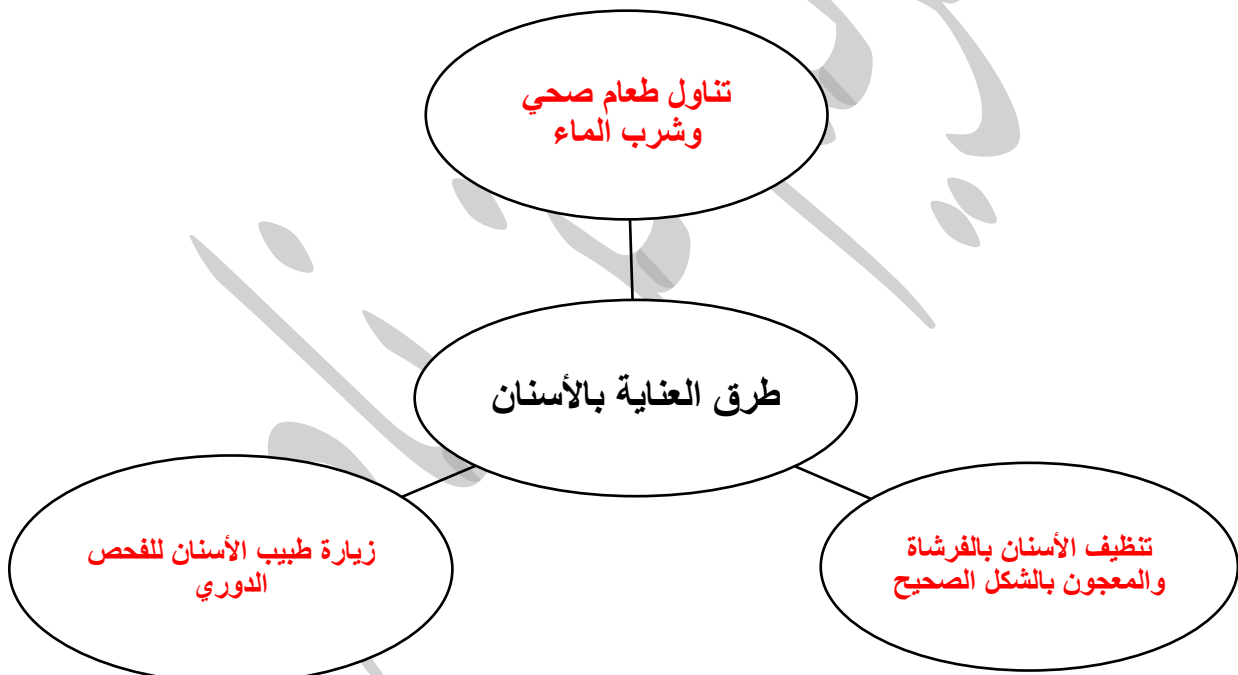 تناول طعام صحي
وشرب الماء
طرق العناية بالأسنان
تنظيف الأسنان بالفرشاة
والمعجون بالشكل الصحيح
زيارة طبيب الأسنان للفحص
الدوري